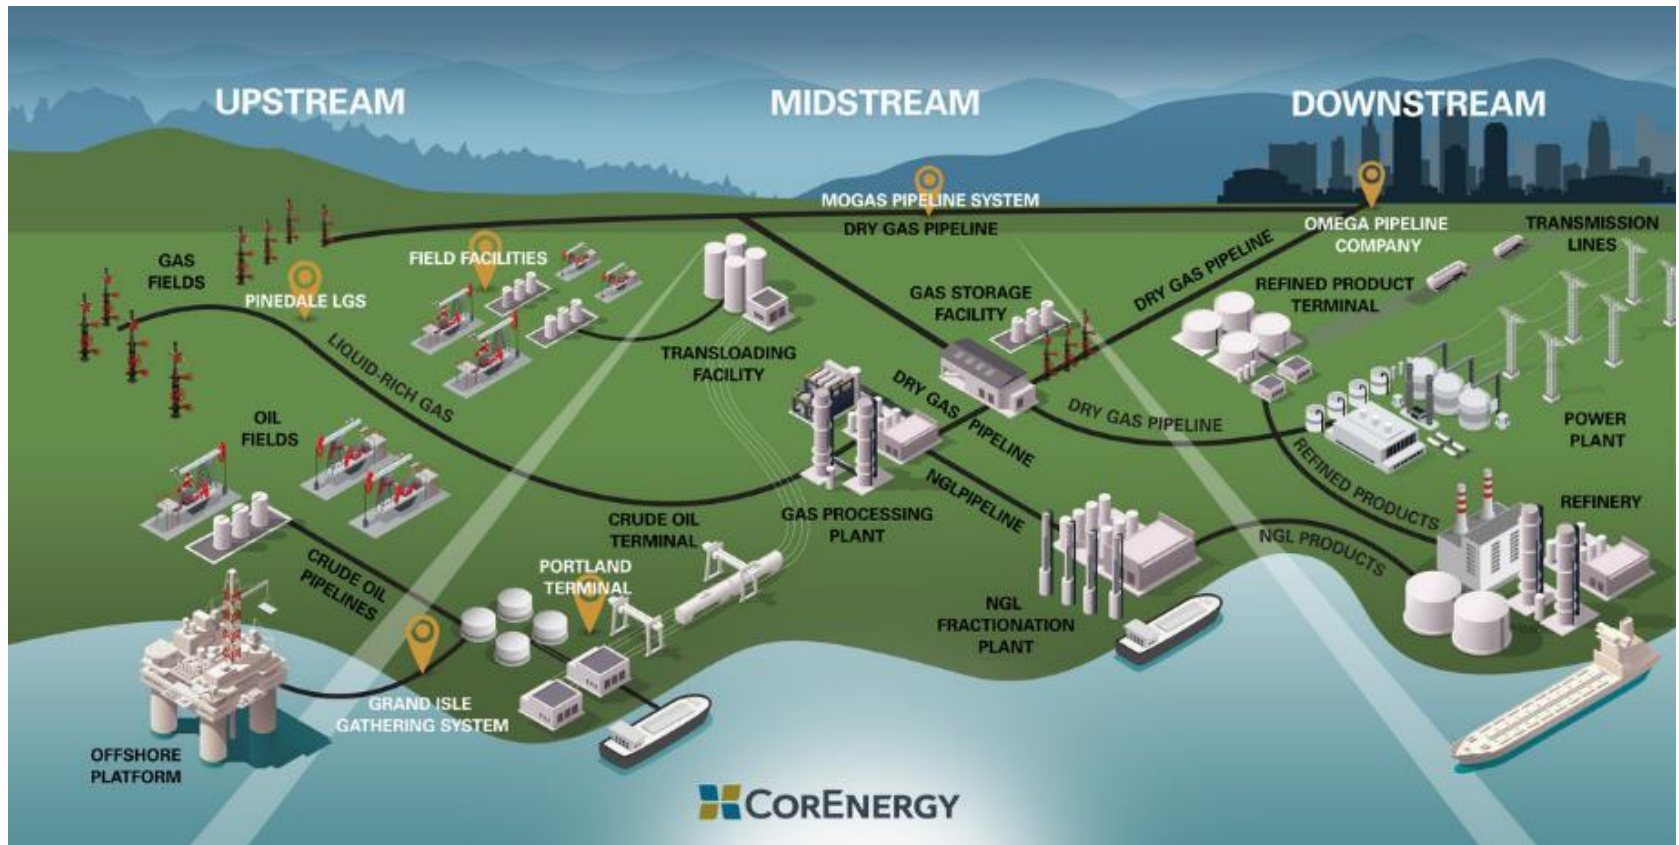 UPSTREAM
MIDSTREAM
DOWNSTREAM
MOGAS PIPELINE SYSTEM
DRY GAS PIPELINE
OMEGA PIPELINE
COMPANY
TRANSMISSION
LINES
GAS
FIELDS
FIELD FACILITIES
PINEDALE LGS
GAS STORAGE
FACILITY
DRY GAS PIPELINE
REFINED PRODUCT
TERMINAL
LIQUID-RICH GAS
TRANSLOADING
FACILITY
DRY GAS
PIPELINE
DRY GAS PIPELINE
POWER
PLANT
OIL
FIELDS
REFINED PRODUCTS
NGLPIPELINE
REFINERY
CRUDE OIL
TERMINAL
GAS PROCESSING
PLANT
NGL PRODUCTS
CRUDE OIL
PIPELINES
PORTLAND
TERMINAL
NGL
FRACTIONATION
PLANT
GRAND ISLE
GATHERING SYSTEM
OFFSHORE
PLATFORM
CORENERGY